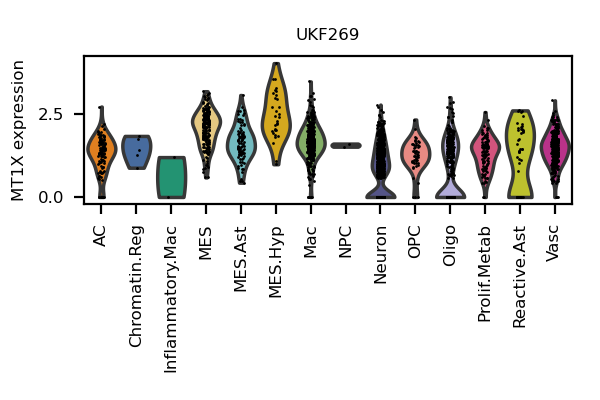 UKF269
MT1X expression
2.5
0.0
AC
Chromatin.Reg
Inflammatory.Mac
MES
MES.Ast
MES.Hyp
Mac
NPC
Neuron
OPC
Oligo
Prolif.Metab
Reactive.Ast
Vasc